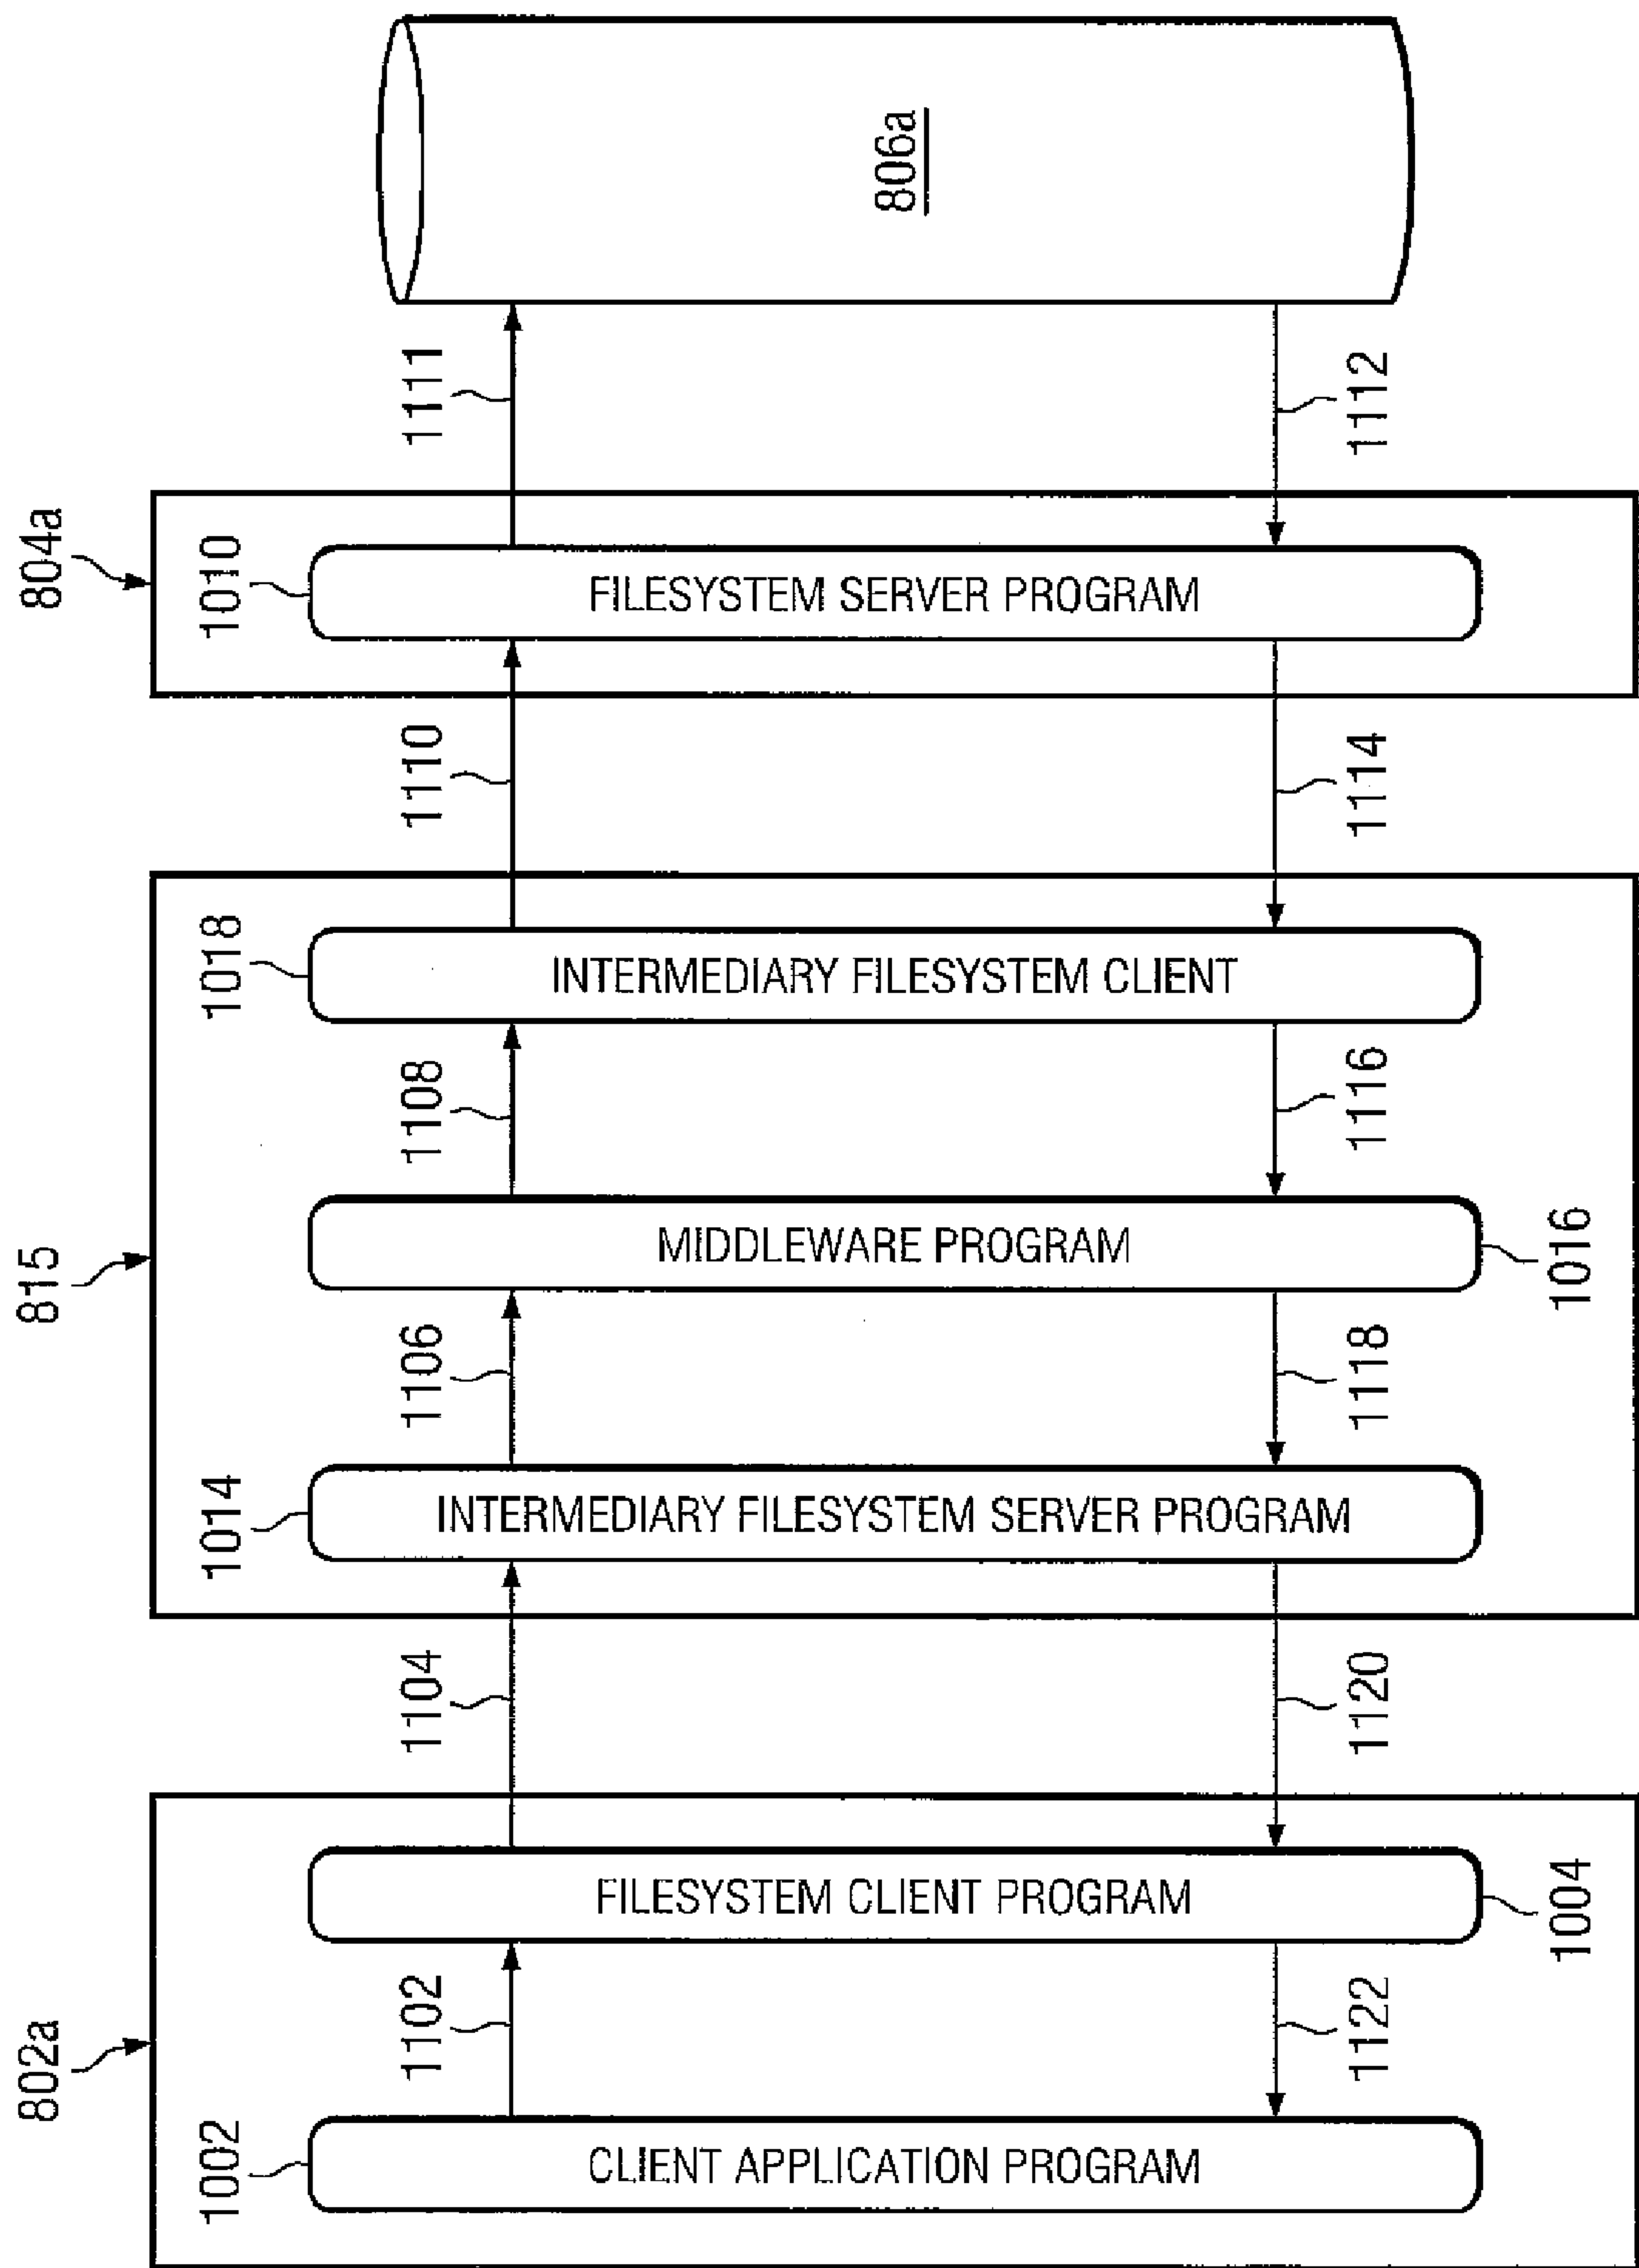 802a
815
804a
1002
CLIENT APPLICATION PROGRAM
1102
1122
FILESYSTEM CLIENT PROGRAM
1004
1104
1120
1014
INTERMEDIARY FILESYSTEM SERVER PROGRAM
1106
1118
MIDDLEWARE PROGRAM
1016
1108
1116
1018
INTERMEDIARY FILESYSTEM CLIENT
1110
1114
1010
FILESYSTEM SERVER PROGRAM
1111
1112
806a